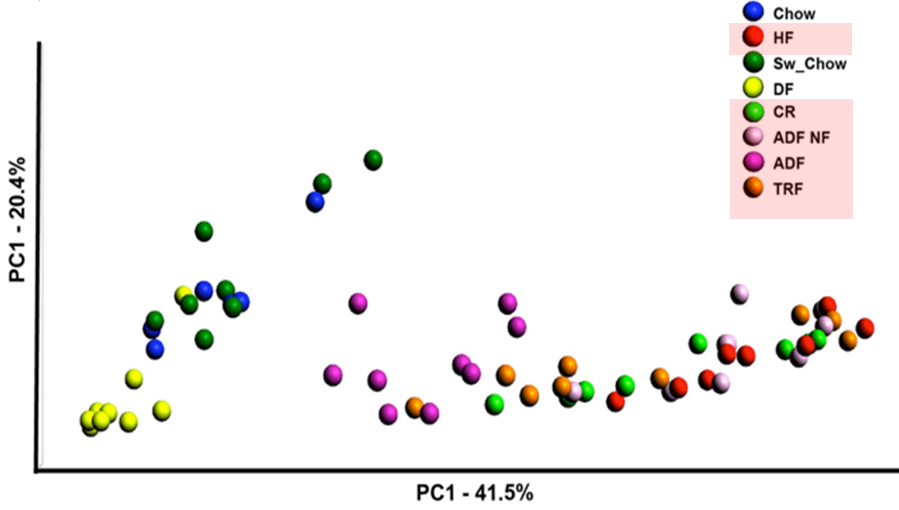 Chow
HF
Sw_Chow
DF
CR
ADF NF
ADF
TRF
PC1 - 20.4%
PC1 - 41.5%